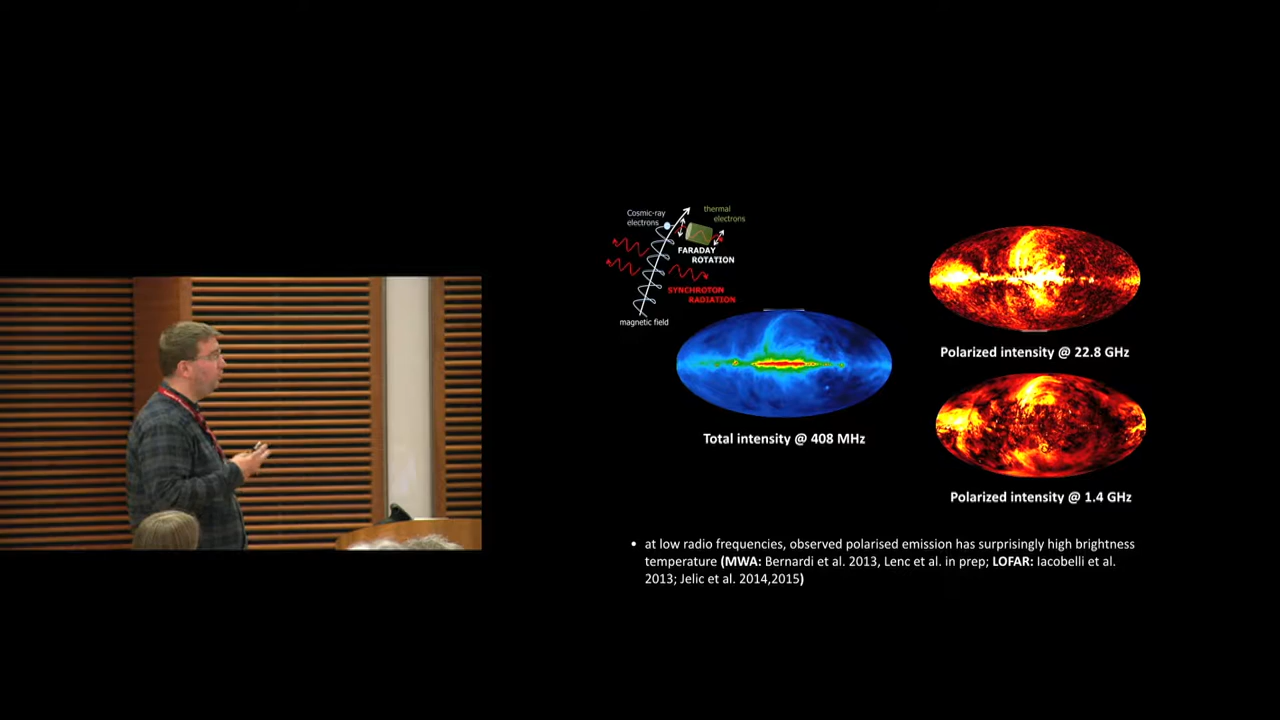 Cosmic-ray
electrons
thermal
electrons
FARADAY
ROTATION
SYNCHROTON
RADIATION
magnetic field
Total intensity @ 408 MHz
Polarized intensity @ 22.8 GHz
Polarized intensity @ 1.4 GHz
• at low radio frequencies, observed polarised emission has surprisingly high brightness
temperature (MWA: Bernardi et al. 2013, Lenc et al. in prep; LOFAR: Iacobelli et al.
2013; Jelic et al. 2014,2015)